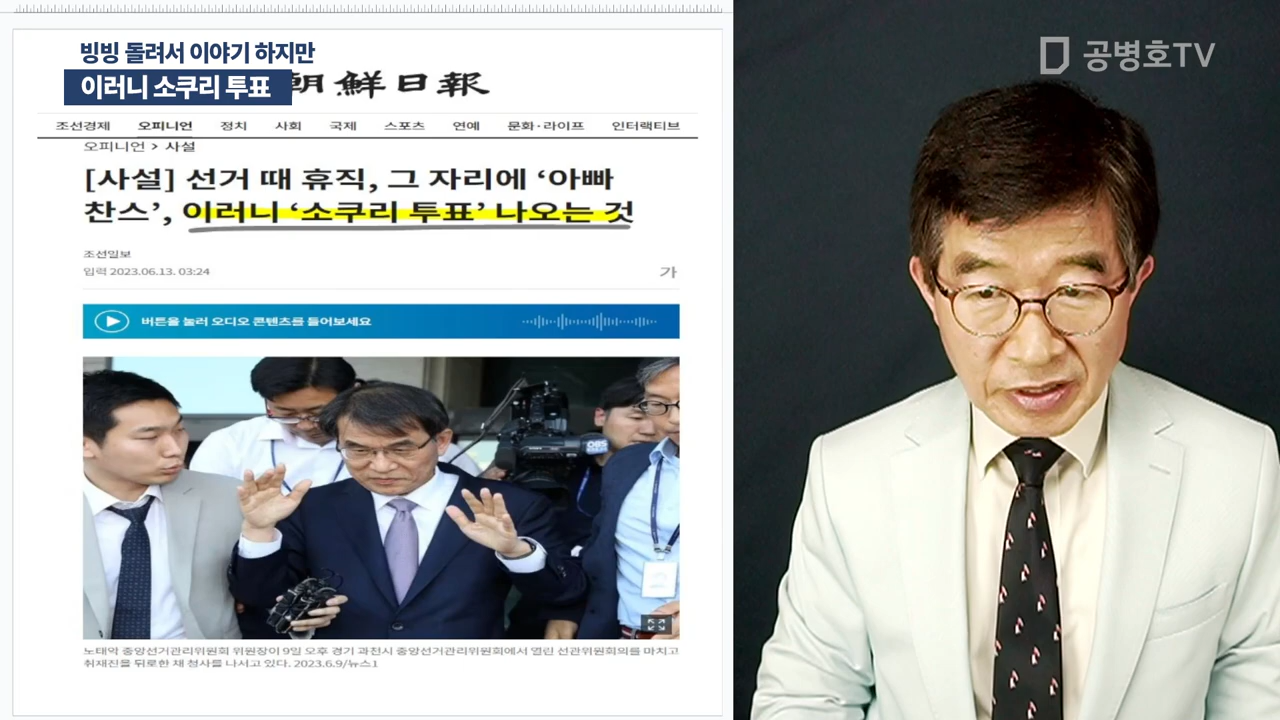 빙빙 돌려서 이야기 하지만
이러니 소쿠리 투표
朝鮮日報
공병호TV
조선경제 오피니언 정치 사회 국제 스포츠 연예 문화·라이프 인터랙티브
오피니언 > 사설
[사설] 선거 때 휴직, 그 자리에 ‘아빠
찬스’, 이러니 ‘소쿠리 투표’ 나오는 것
조선일보
입력 2023.06.13. 03:24
가
버튼을 눌러 오디오 콘텐츠를 들어보세요
OBS
노태악 중앙선거관리위원회 위원장이 9일 오후 경기 과천시 중앙선거관리위원회에서 열린 선관위원회의를 마치고
취재진을 뒤로한 채 청사를 나서고 있다. 2023.6.9/뉴스1